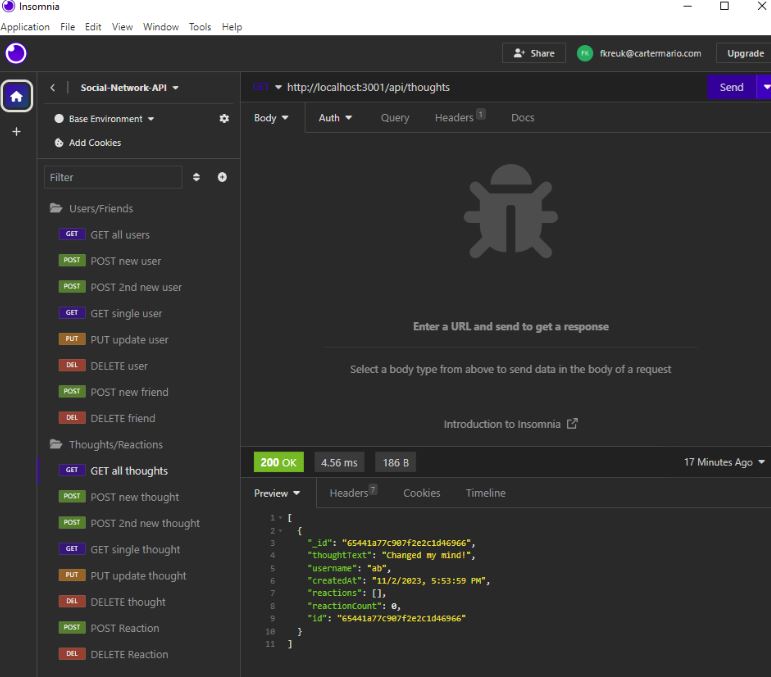 Insomnia
Application File Edit View Window Tools Help
Share
FK
fkreuk@cartermario.com
Upgrade
Social-Network-API
GET http://localhost:3001/api/thoughts
Send
Base Environment
Add Cookies
Body Auth Query Headers 1 Docs
Filter
Users/Friends
GET GET all users
POST POST new user
POST POST 2nd new user
GET GET single user
PUT PUT update user
DEL DELETE user
POST POST new friend
DEL DELETE friend
Thoughts/Reactions
GET GET all thoughts
POST POST new thought
POST POST 2nd new thought
GET GET single thought
PUT PUT update thought
DEL DELETE thought
POST POST Reaction
DEL DELETE Reaction
Enter a URL and send to get a response
Select a body type from above to send data in the body of a request
Introduction to Insomnia
200 OK 4.56 ms 186 B 17 Minutes Ago
Preview Headers 7 Cookies Timeline
1 [
2 {
3 "_id": "65441a77c907f2e2c1d46966",
4 "thoughtText": "Changed my mind!",
5 "username": "ab",
6 "createdAt": "11/2/2023, 5:53:59 PM",
7 "reactions": [],
8 "reactionCount": 0,
9 "id": "65441a77c907f2e2c1d46966"
10 }
11 ]